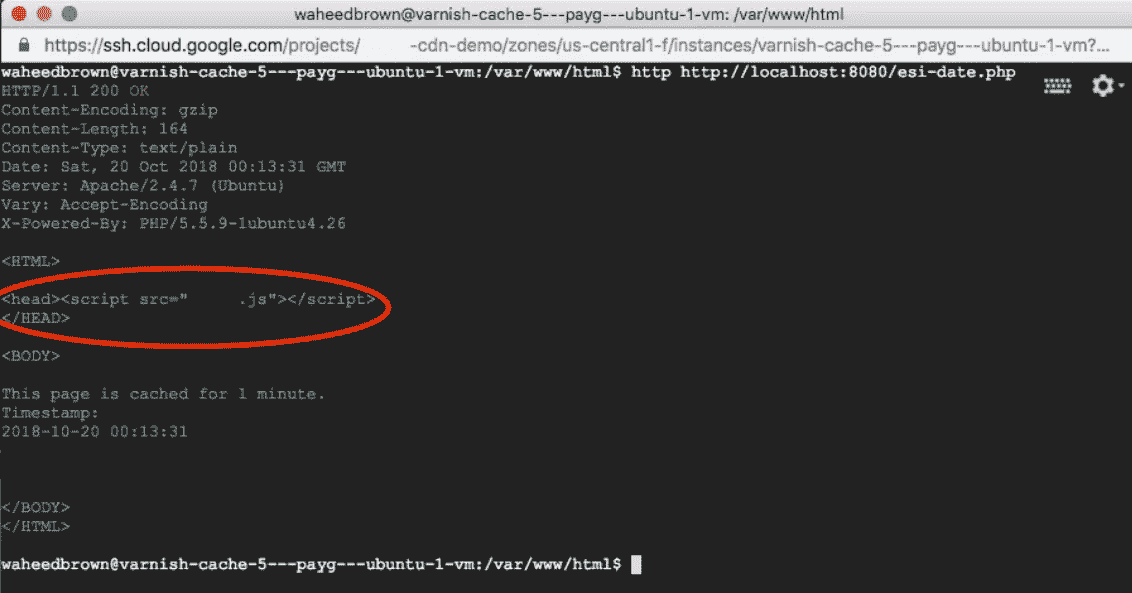 waheedbrown@varnish-cache-5---payg---ubuntu-1-vm: /var/www/html
https://ssh.cloud.google.com/projects/ -cdn-demo/zones/us-central1-f/instances/varnish-cache-5---payg---ubuntu-1-vm?...
waheedbrown@varnish-cache-5---payg---ubuntu-1-vm:/var/www/html$ http http://localhost:8080/esi-date.php
HTTP/1.1 200 OK
Content-Encoding: gzip
Content-Length: 164
Content-Type: text/plain
Date: Sat, 20 Oct 2018 00:13:31 GMT
Server: Apache/2.4.7 (Ubuntu)
Vary: Accept-Encoding
X-Powered-By: PHP/5.5.9-1ubuntu4.26
<HTML>
<head><script src=" .js"></script>
</HEAD>
<BODY>
This page is cached for 1 minute.
Timestamp:
2018-10-20 00:13:31
</BODY>
</HTML>
waheedbrown@varnish-cache-5---payg---ubuntu-1-vm:/var/www/html$